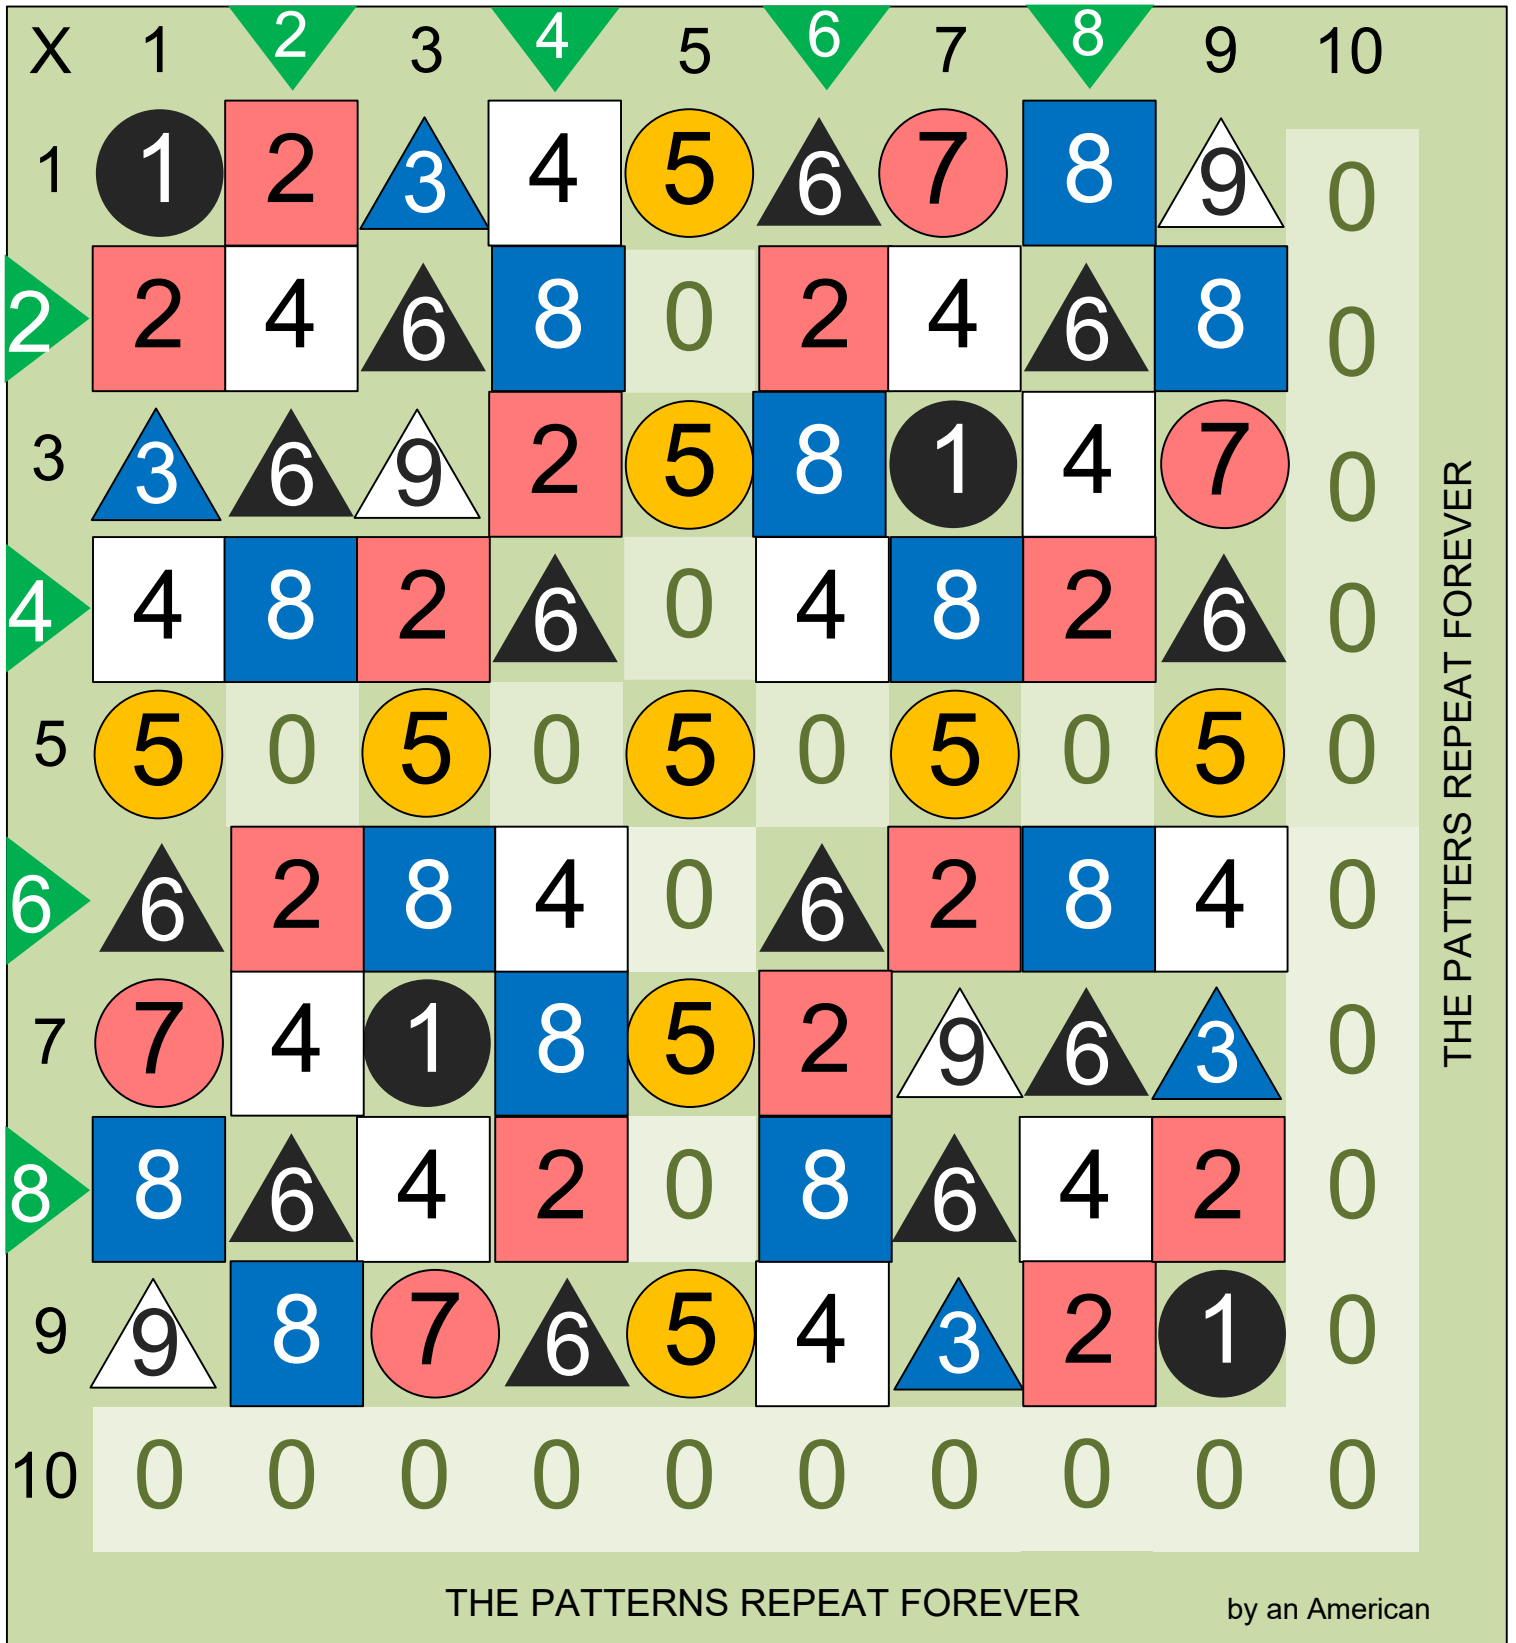 X 1 2 3 4 5 6 7 8 9 10
1 1 2 3 4 5 6 7 8 9 0
2 2 4 6 8 0 2 4 6 8 0
3 3 6 9 2 5 8 1 4 7 0
4 4 8 2 6 0 4 8 2 6 0
5 5 0 5 0 5 0 5 0 5 0
6 6 2 8 4 0 6 2 8 4 0
7 7 4 1 8 5 2 9 6 3 0
8 8 6 4 2 0 8 6 4 2 0
9 9 8 7 6 5 4 3 2 1 0
10 0 0 0 0 0 0 0 0 0 0
THE PATTERS REPEAT FOREVER
THE PATTERNS REPEAT FOREVER
by an American